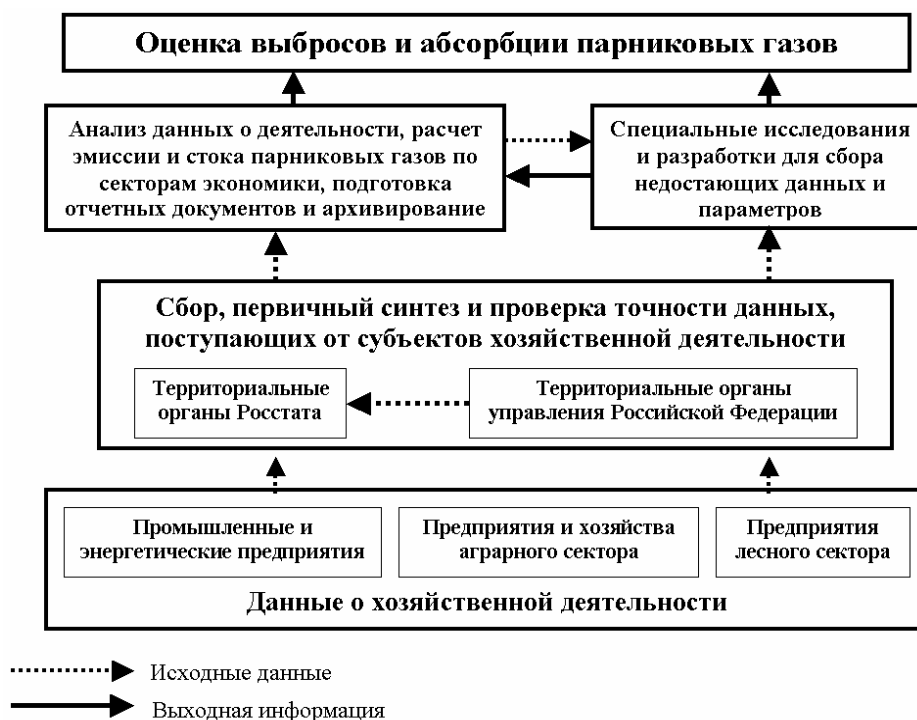 Оценка выбросов и абсорбции парниковых газов
Анализ данных о деятельности, расчет
эмиссии и стока парниковых газов по
секторам экономики, подготовка
отчетных документов и архивирование
Специальные исследования
и разработки для сбора
недостающих данных и
параметров
Сбор, первичный синтез и проверка точности данных,
поступающих от субъектов хозяйственной деятельности
Территориальные
органы Росстата
Территориальные органы
управления Российской Федерации
Промышленные и
энергетические предприятия
Предприятия и хозяйства
аграрного сектора
Предприятия
лесного сектора
Данные о хозяйственной деятельности
Исходные данные
Выходная информация